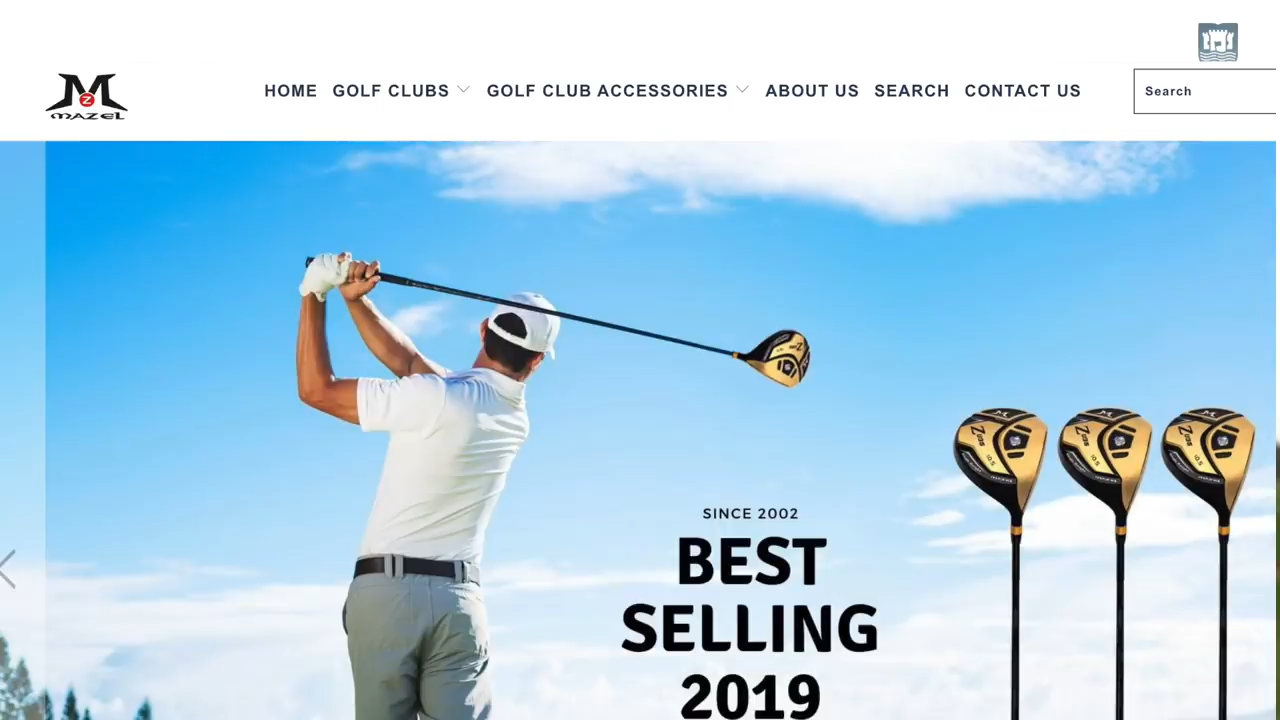 HOME GOLF CLUBS GOLF CLUB ACCESSORIES ABOUT US SEARCH CONTACT US
Search
MAZEL
SINCE 2002
BEST
SELLING
2019